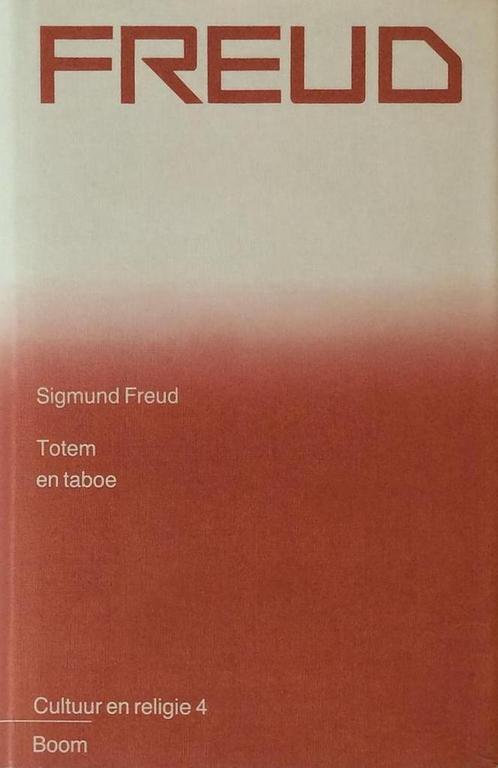 FREUD
Sigmund Freud
Totem
en taboe
Cultuur en religie 4
Boom